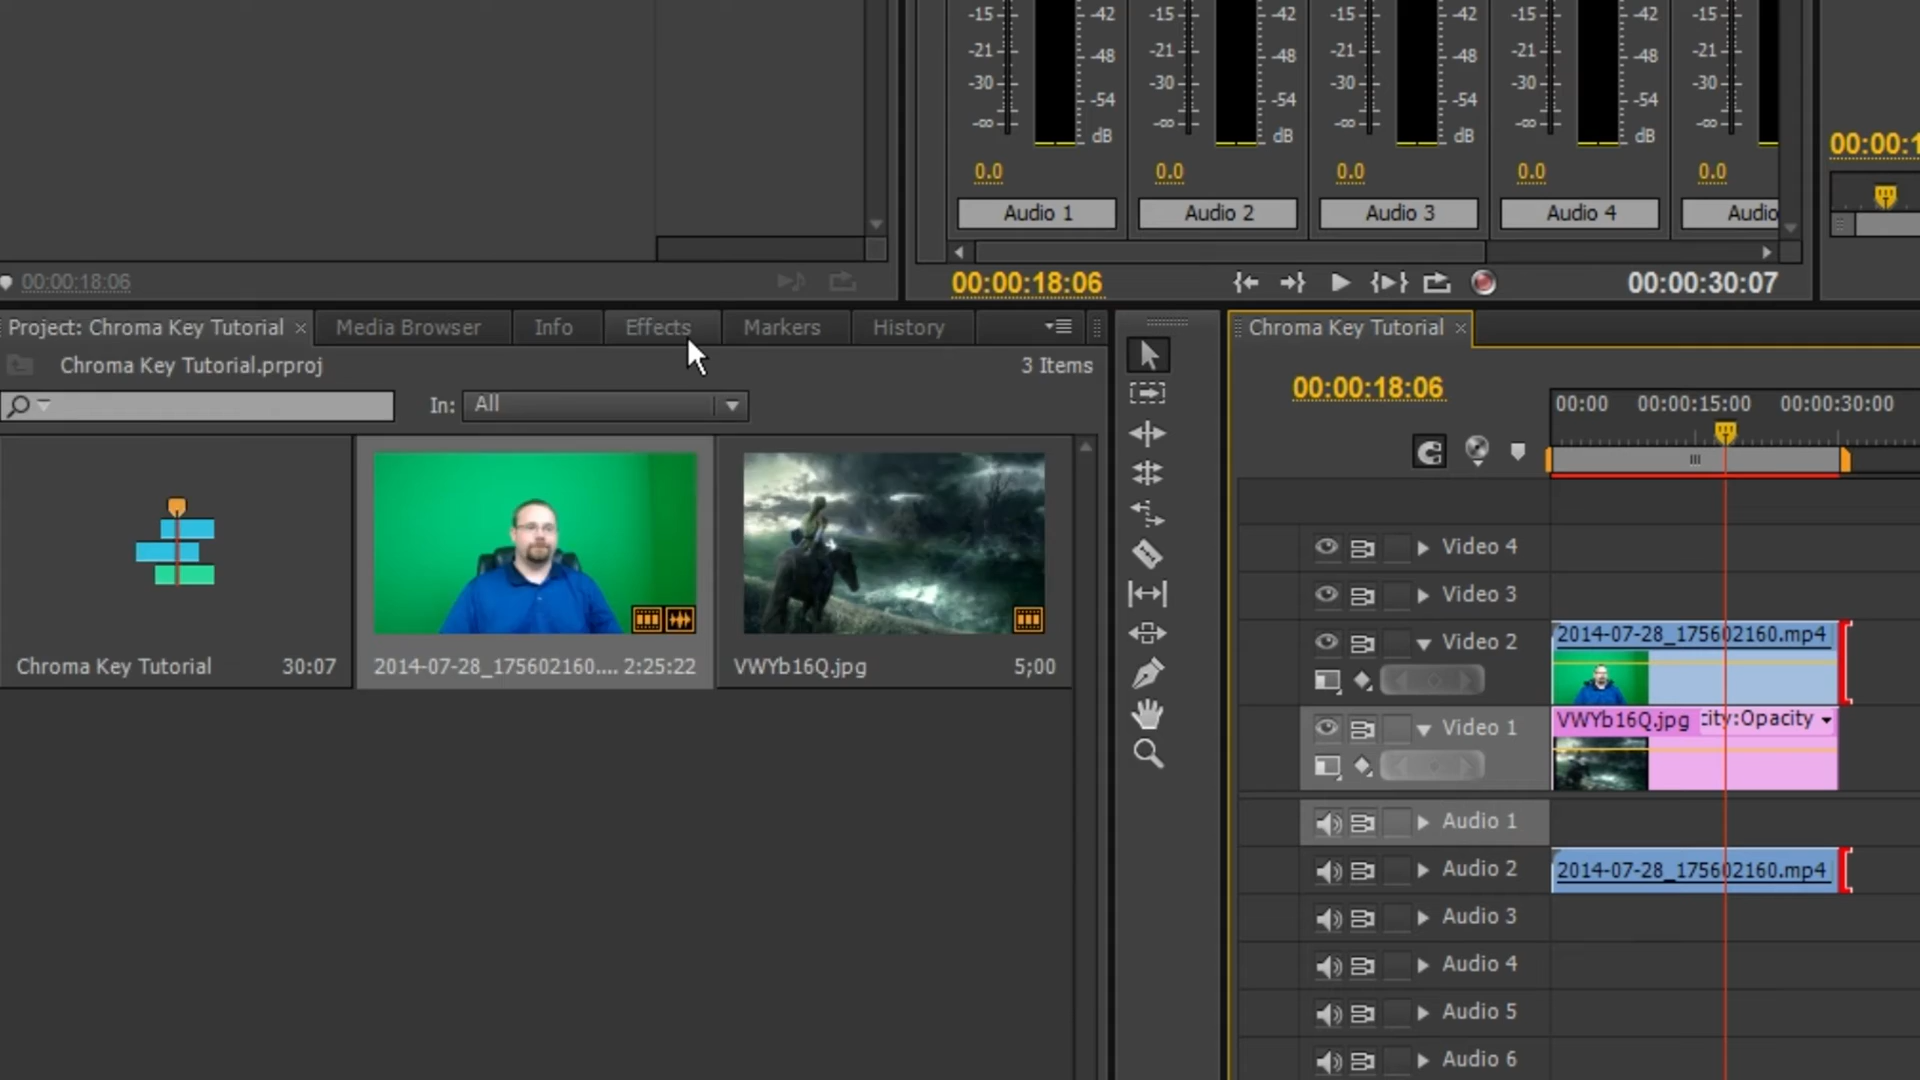 -15 -42 -15 -42 -15 -42 -15 -42 -15
-21 -48 -21 -48 -21 -48 -21 -48 -21
-30 -54 -30 -54 -30 -54 -30 -54 -30
-∞ dB -∞ dB -∞ dB -∞ dB -∞
0.0 0.0 0.0 0.0 0.0
Audio 1 Audio 2 Audio 3 Audio 4 Audio
00:00:1
00:00:18:06
00:00:18:06 00:00:30:07
Project: Chroma Key Tutorial × Media Browser Info Effects Markers History
Chroma Key Tutorial.prproj 3 Items
In: All
Chroma Key Tutorial 30:07
2014-07-28_175602160.... 2:25:22
VWYb16Q.jpg 5;00
Chroma Key Tutorial ×
00:00:18:06
00:00 00:00:15:00 00:00:30:00
Video 4
Video 3
Video 2 2014-07-28_175602160.mp4
Video 1 VWYb16Q.jpg city:Opacity
Audio 1
Audio 2 2014-07-28_175602160.mp4
Audio 3
Audio 4
Audio 5
Audio 6